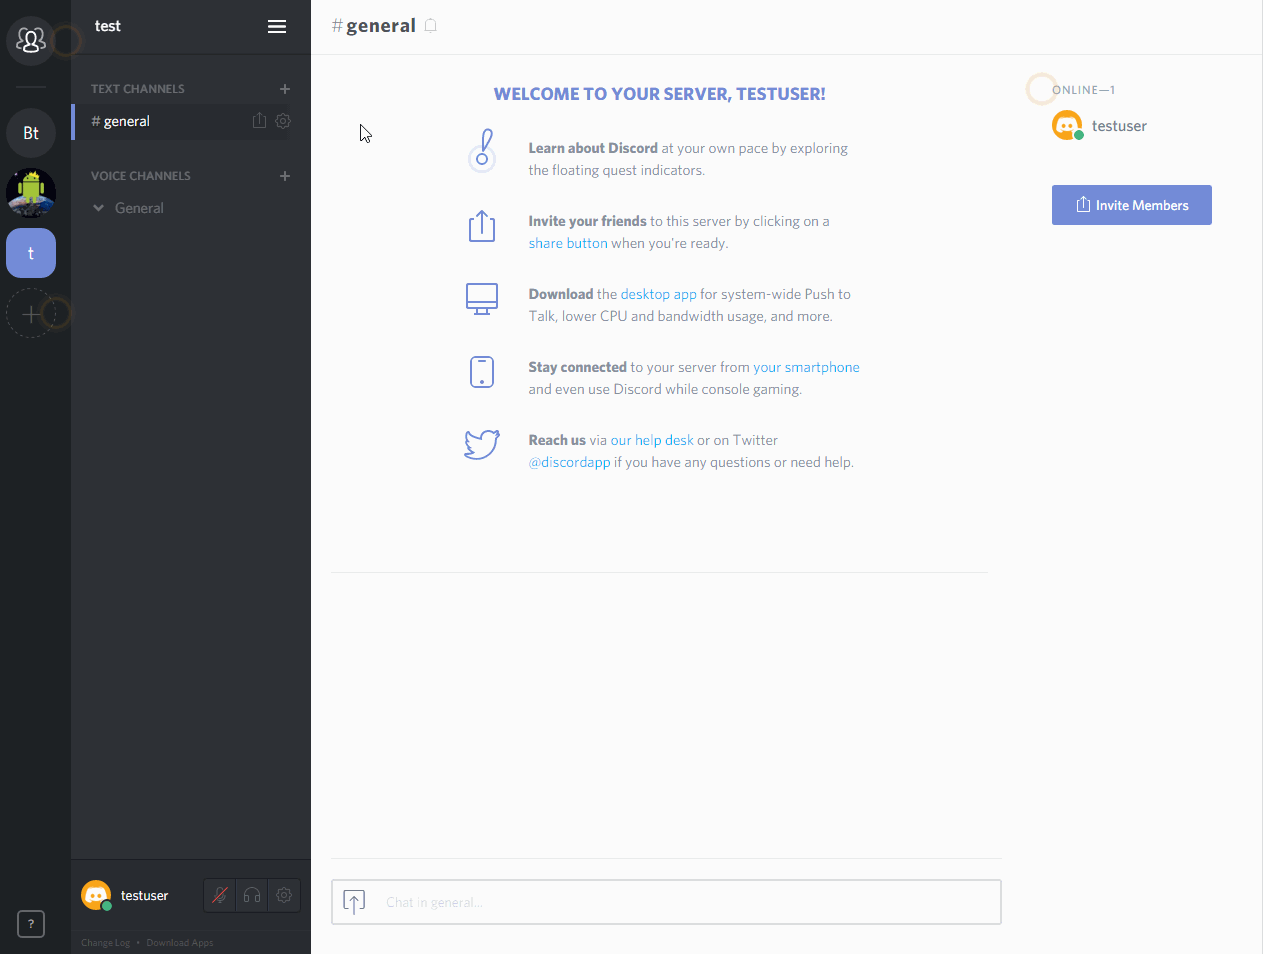 test
TEXT CHANNELS
# general
VOICE CHANNELS
General
Bt
t
testuser
Change Log • Download Apps
?
#general
WELCOME TO YOUR SERVER, TESTUSER!
Learn about Discord at your own pace by exploring
the floating quest indicators.
Invite your friends to this server by clicking on a
share button when you're ready.
Download the desktop app for system-wide Push to
Talk, lower CPU and bandwidth usage, and more.
Stay connected to your server from your smartphone
and even use Discord while console gaming.
Reach us via our help desk or on Twitter
@discordapp if you have any questions or need help.
Chat in general...
ONLINE—1
testuser
Invite Members